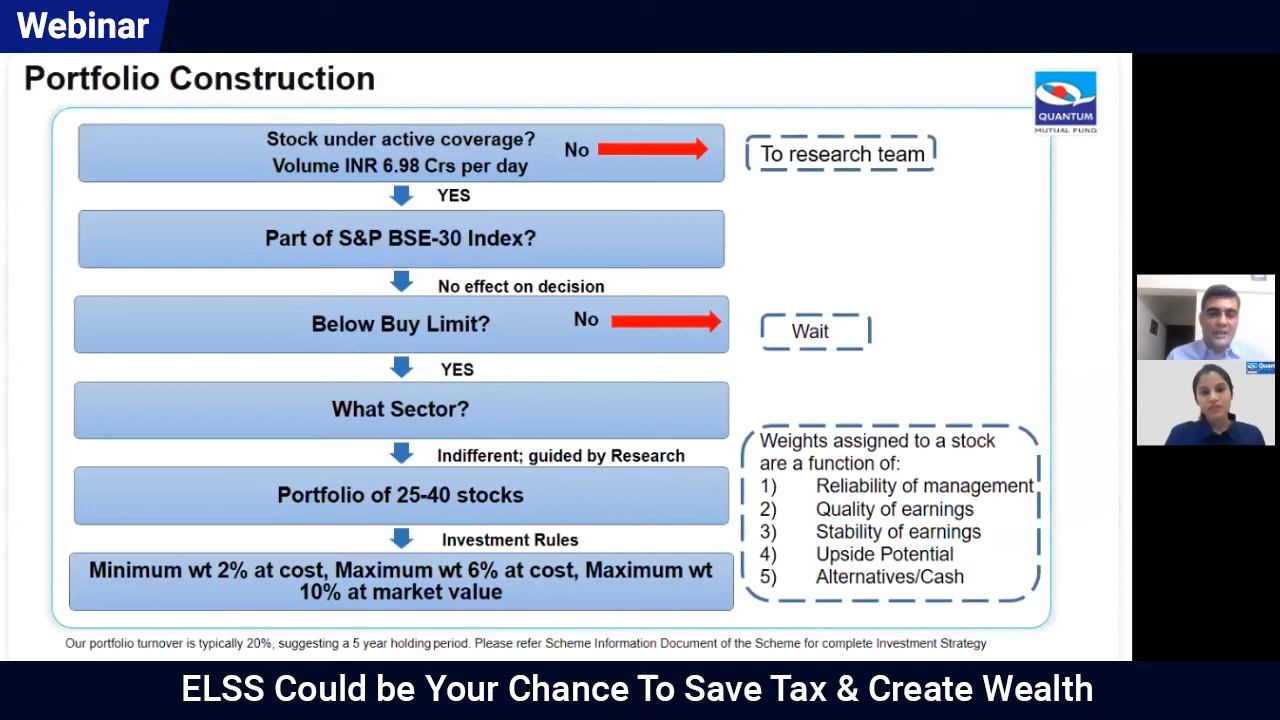 Webinar
Portfolio Construction
QUANTUM
MUTUAL FUND
Stock under active coverage?
Volume INR 6.98 Crs per day
No
To research team
YES
Part of S&P BSE-30 Index?
No effect on decision
Below Buy Limit?
No
Wait
YES
What Sector?
Indifferent; guided by Research
Portfolio of 25-40 stocks
Investment Rules
Minimum wt 2% at cost, Maximum wt 6% at cost, Maximum wt
10% at market value
Weights assigned to a stock
are a function of:
1) Reliability of management
2) Quality of earnings
3) Stability of earnings
4) Upside Potential
5) Alternatives/Cash
Our portfolio turnover is typically 20%, suggesting a 5 year holding period. Please refer Scheme Information Document of the Scheme for complete Investment Strategy
ELSS Could be Your Chance To Save Tax & Create Wealth